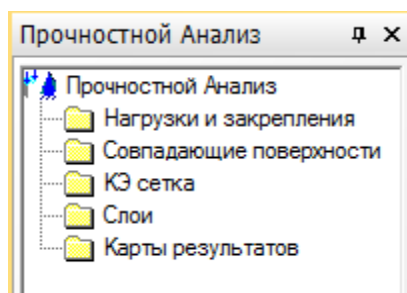 Прочностной Анализ
Прочностной Анализ
Нагрузки и закрепления
Совпадающие поверхности
КЭ сетка
Слои
Карты результатов